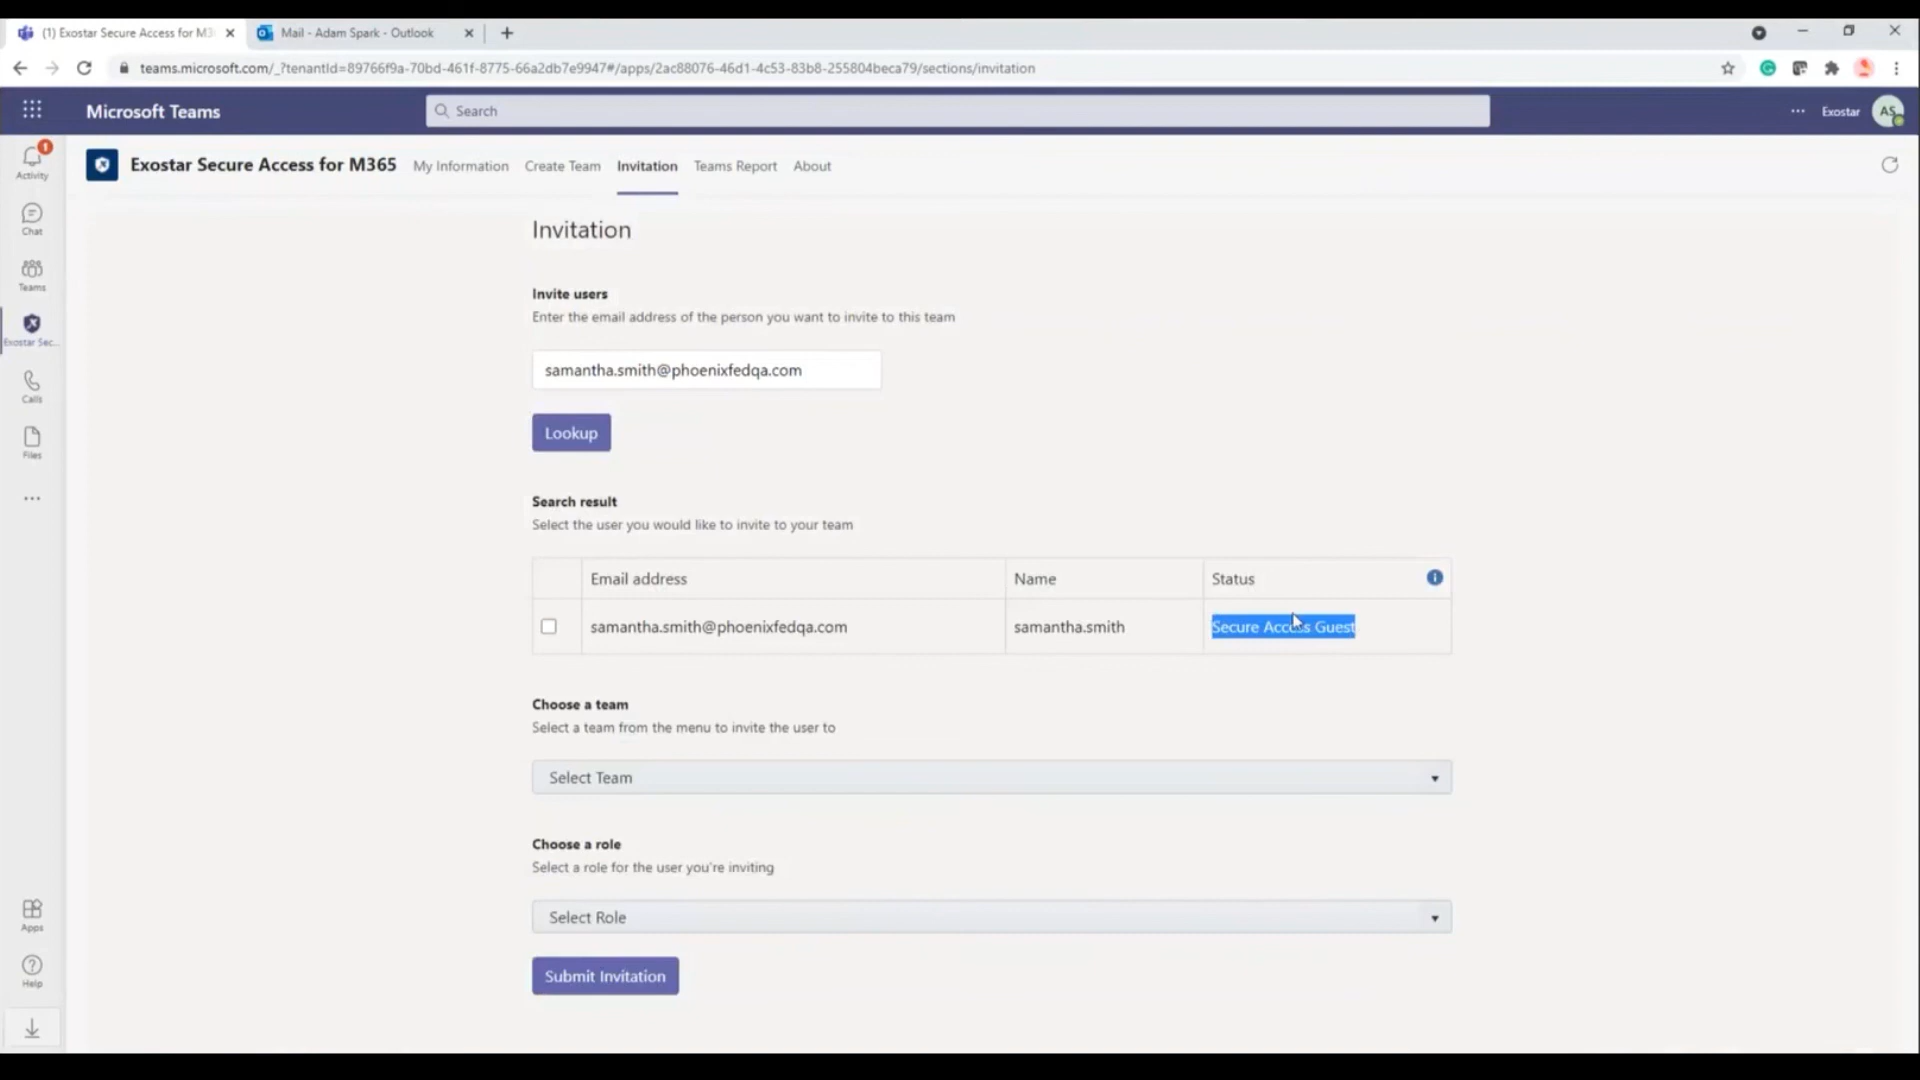 (1) Exostar Secure Access for M3
Mail - Adam Spark - Outlook
teams.microsoft.com/_?tenantId=89766f9a-70bd-461f-8775-66a2db7e9947#/apps/2ac88076-46d1-4c53-83b8-255804beca79/sections/invitation
Microsoft Teams
Search
Exostar
AS
1
Activity
Chat
Teams
Exostar Sec...
Calls
Files
Apps
Help
Exostar Secure Access for M365
My Information
Create Team
Invitation
Teams Report
About
Invitation
Invite users
Enter the email address of the person you want to invite to this team
samantha.smith@phoenixfedqa.com
Lookup
Search result
Select the user you would like to invite to your team
Email address
Name
Status
samantha.smith@phoenixfedqa.com
samantha.smith
Secure Access Guest
Choose a team
Select a team from the menu to invite the user to
Select Team
Choose a role
Select a role for the user you're inviting
Select Role
Submit Invitation